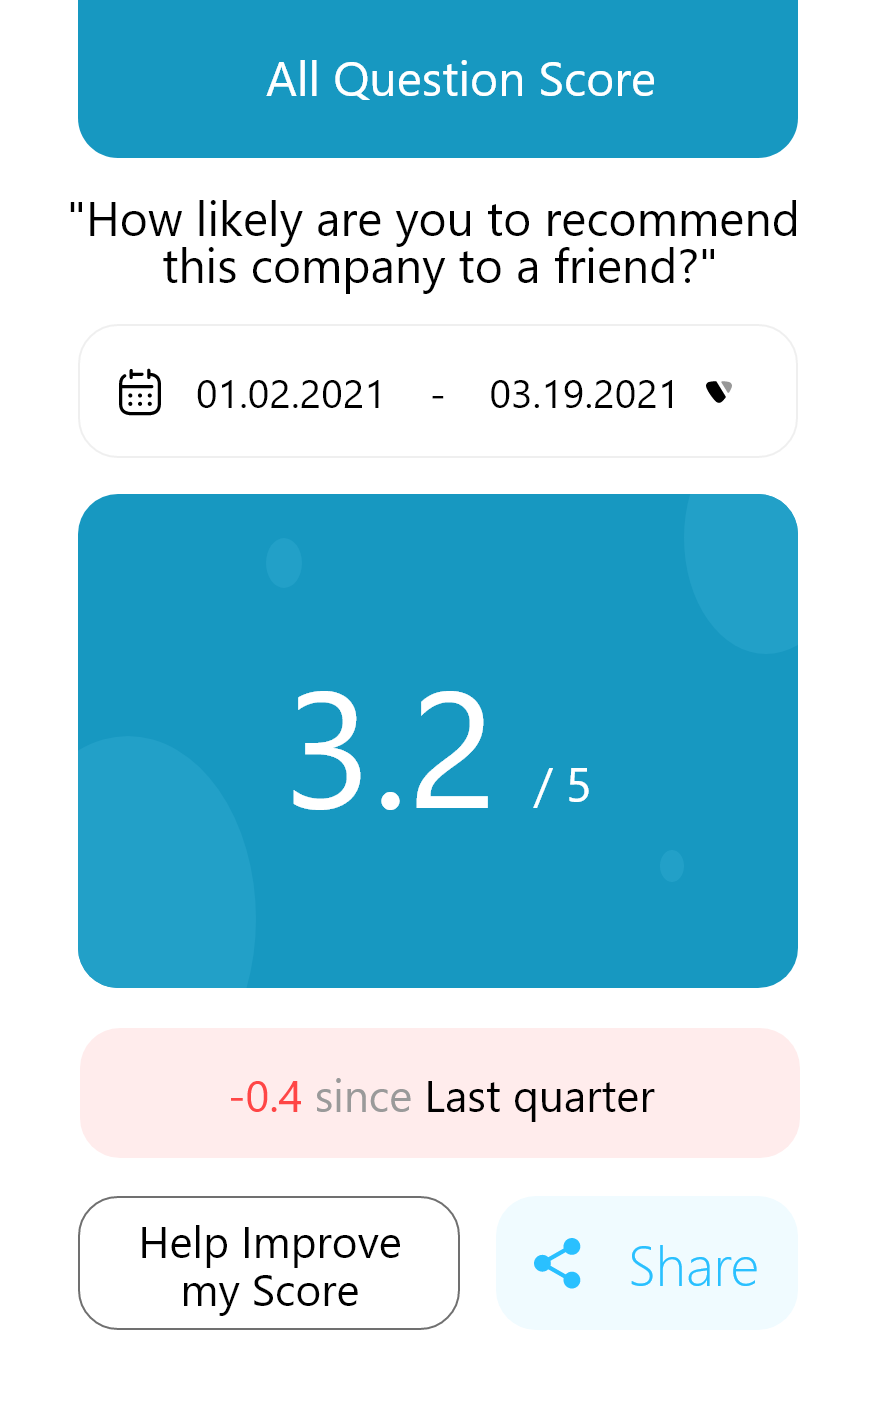 All Question Score
"How likely are you to recommend
this company to a friend?"
01.02.2021 - 03.19.2021
3.2 / 5
-0.4 since Last quarter
Help Improve
my Score
Share